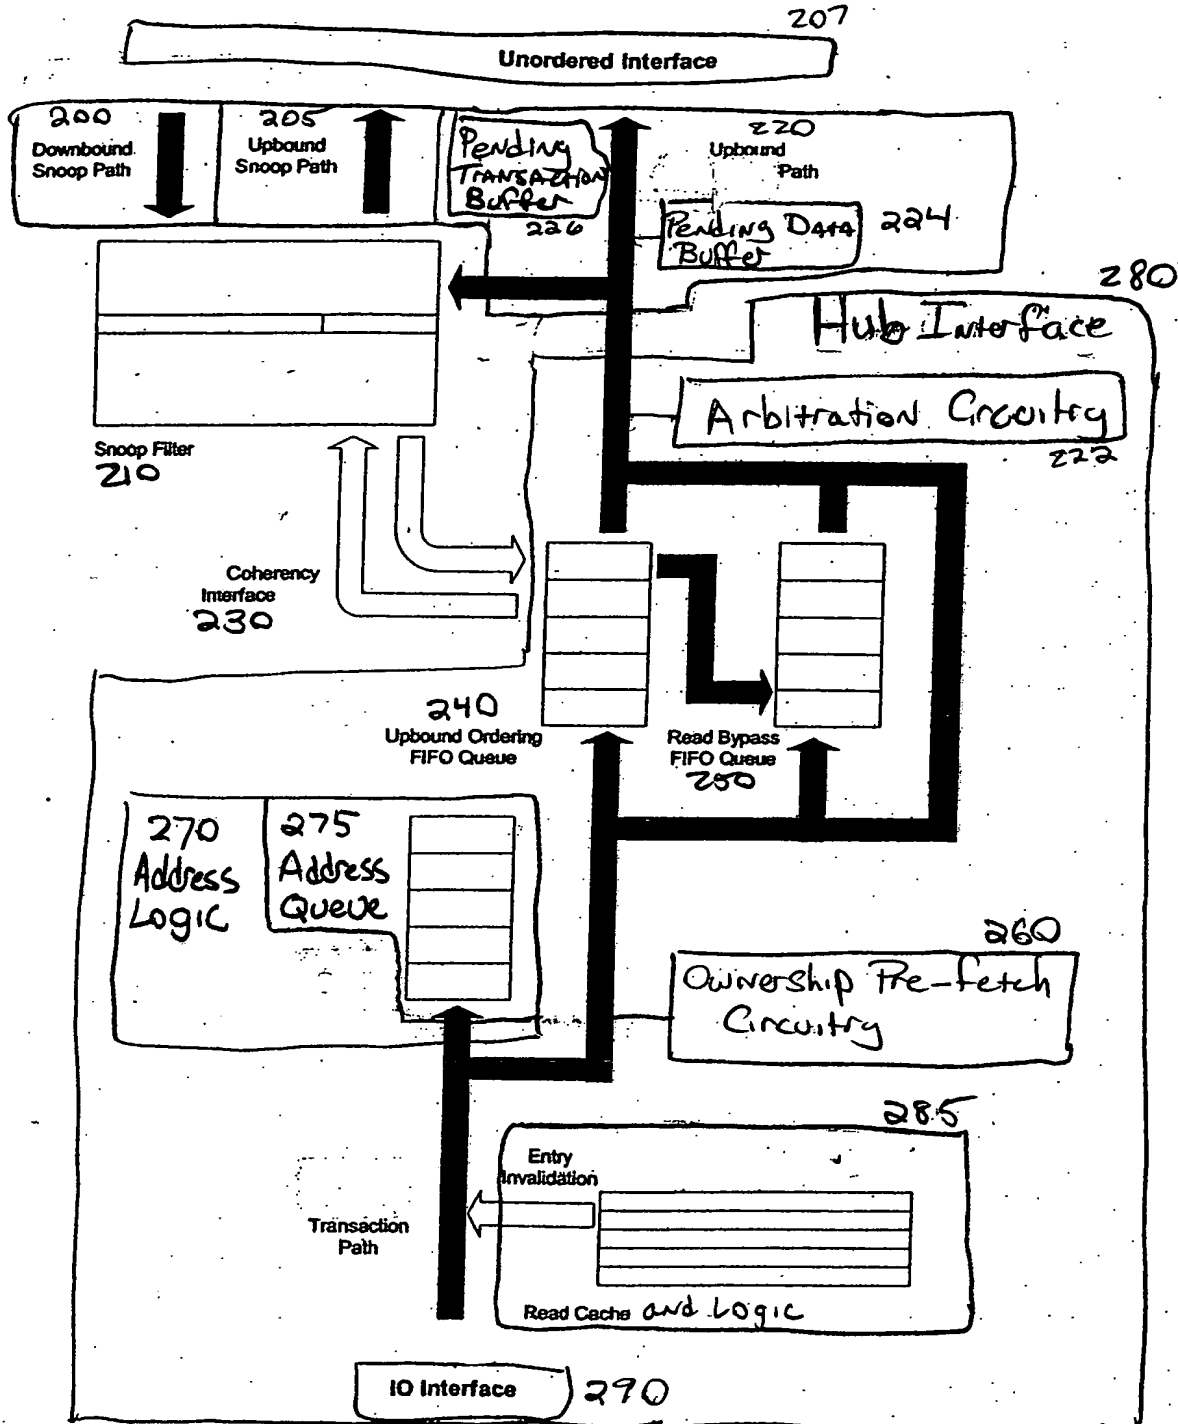 207
Unordered Interface
200
Downbound
Snoop Path
205
Upbound
Snoop Path
Pending
Transaction
Buffer
226
220
Upbound
Path
Pending Data
Buffer
224
280
Hub Interface
Arbitration Circuitry
222
Snoop Filter
210
Coherency
Interface
230
240
Upbound Ordering
FIFO Queue
Read Bypass
FIFO Queue
250
270
Address
Logic
275
Address
Queue
260
Ownership Pre-fetch
Circuitry
285
Entry
Invalidation
Transaction
Path
Read Cache and Logic
IO Interface
290